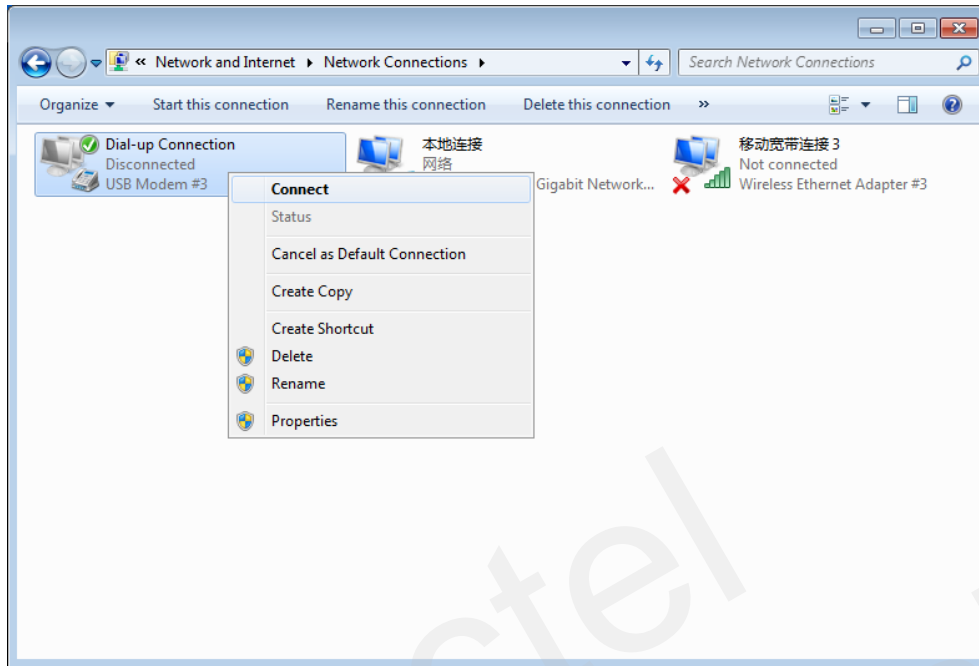 « Network and Internet ▸ Network Connections ▸
Search Network Connections
Organize Start this connection Rename this connection Delete this connection »
Dial-up Connection
Disconnected
USB Modem #3
本地连接
网络
Gigabit Network...
移动宽带连接 3
Not connected
Wireless Ethernet Adapter #3
Connect
Status
Cancel as Default Connection
Create Copy
Create Shortcut
Delete
Rename
Properties
ctel